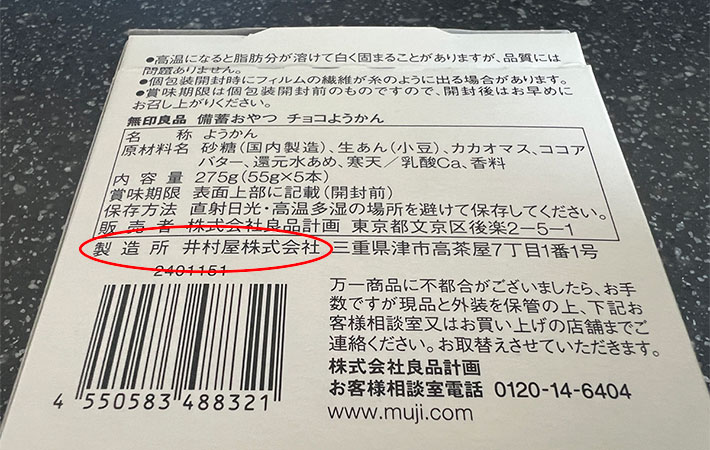 ●高温になると脂肪分が溶けて白く固まることがありますが、品質には
問題ありません。
●個包装開封時にフィルムの繊維が糸のように出る場合があります。
●賞味期限は個包装開封前のものですので、開封後はお早めに
お召し上がりください。
無印良品 備蓄おやつ チョコようかん
名称 ようかん
原材料名 砂糖(国内製造)、生あん(小豆)、カカオマス、ココア
バター、還元水あめ、寒天/乳酸Ca、香料
内容量 275g(55g×5本)
賞味期限 表面上部に記載(開封前)
保存方法 直射日光・高温多湿の場所を避けて保存してください。
販売者 株式会社良品計画 東京都文京区後楽2-5-1
製造所 井村屋株式会社 三重県津市高茶屋7丁目1番1号
2401151
万一商品に不都合がございましたら、お手
数ですが現品と外装を保管の上、下記お
客様相談室又はお買い上げの店舗までご
連絡ください。お取替えさせていただきます。
株式会社良品計画
お客様相談室電話 0120-14-6404
www.muji.com
4 550583 488321